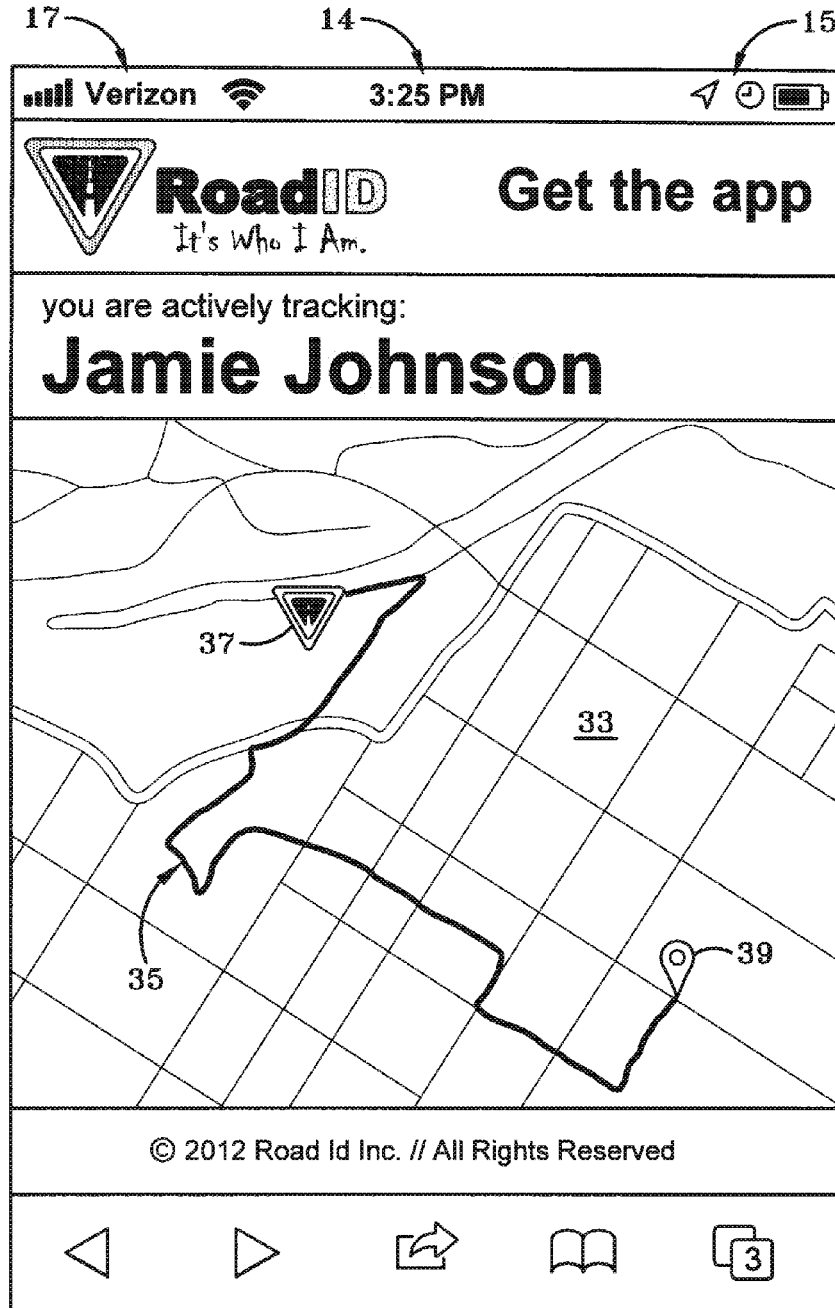 17 14 15
Verizon 3:25 PM
RoadID Get the app
It's Who I Am.
you are actively tracking:
Jamie Johnson
37
33
35
39
© 2012 Road Id Inc. // All Rights Reserved
3